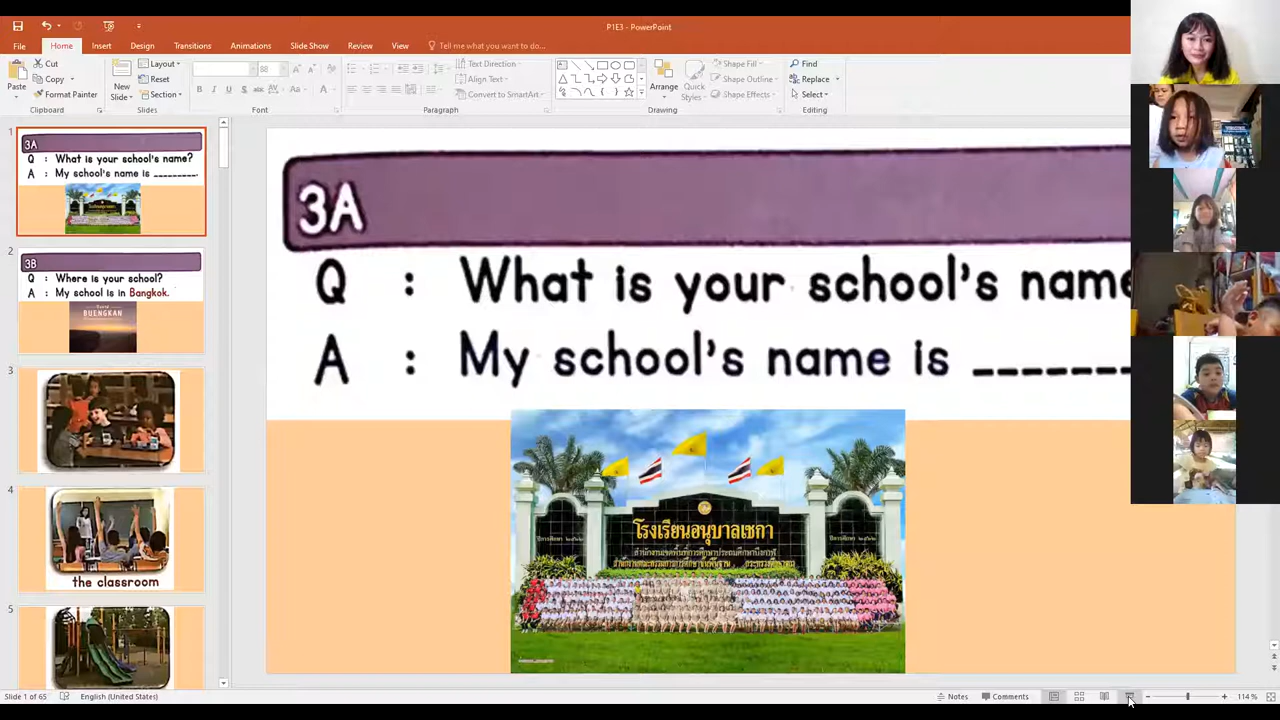 P1E3 - PowerPoint
File Home Insert Design Transitions Animations Slide Show Review View Tell me what you want to do...
Paste
Cut
Copy
Format Painter
Clipboard
New Slide
Layout
Reset
Section
Slides
88
Font
Text Direction
Align Text
Convert to SmartArt
Paragraph
Arrange
Quick Styles
Shape Fill
Shape Outline
Shape Effects
Drawing
Find
Replace
Select
Editing
1
3A
Q : What is your school's name?
A : My school's name is _________.
2
3B
Q : Where is your school?
A : My school is in Bangkok.
BUENGKAN
3
4
the classroom
5
3A
Q : What is your school's name
A : My school's name is _______
โรงเรียนอนุบาลเซกา
Slide 1 of 65 English (United States) Notes Comments 114%